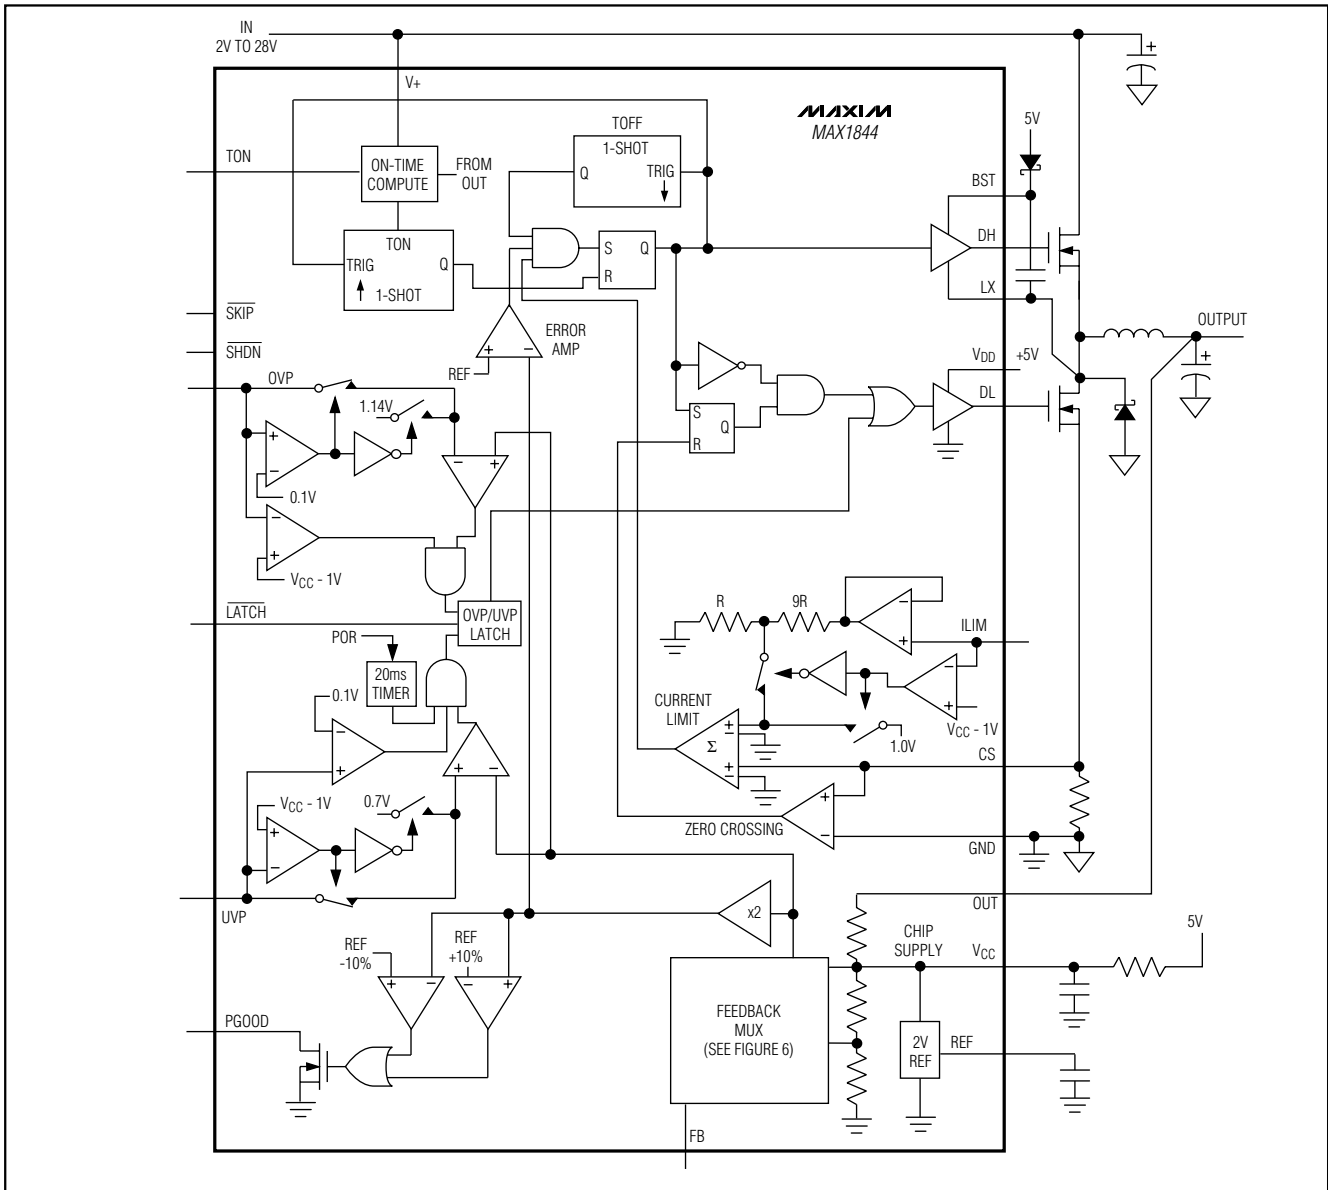 IN
2V TO 28V
V+
MAXIM
MAX1844
5V
TOFF
1-SHOT
Q
TRIG
TON
ON-TIME
COMPUTE
FROM
OUT
BST
TON
TRIG
Q
1-SHOT
S
Q
R
DH
LX
SKIP
SHDN
ERROR
AMP
+
−
REF
OUTPUT
+
+
VDD
+5V
DL
OVP
1.14V
S
Q
R
+
−
0.1V
−
+
−
+
VCC - 1V
LATCH
OVP/UVP
LATCH
POR
20ms
TIMER
R
9R
−
+
ILIM
−
+
VCC - 1V
0.1V
−
+
CURRENT
LIMIT
Σ
+
−
+
−
1.0V
CS
+
−
VCC - 1V
0.7V
+
−
+
−
ZERO CROSSING
GND
UVP
x2
OUT
REF
-10%
REF
+10%
+
−
−
+
CHIP
SUPPLY
VCC
5V
PGOOD
FEEDBACK
MUX
(SEE FIGURE 6)
2V
REF
REF
FB